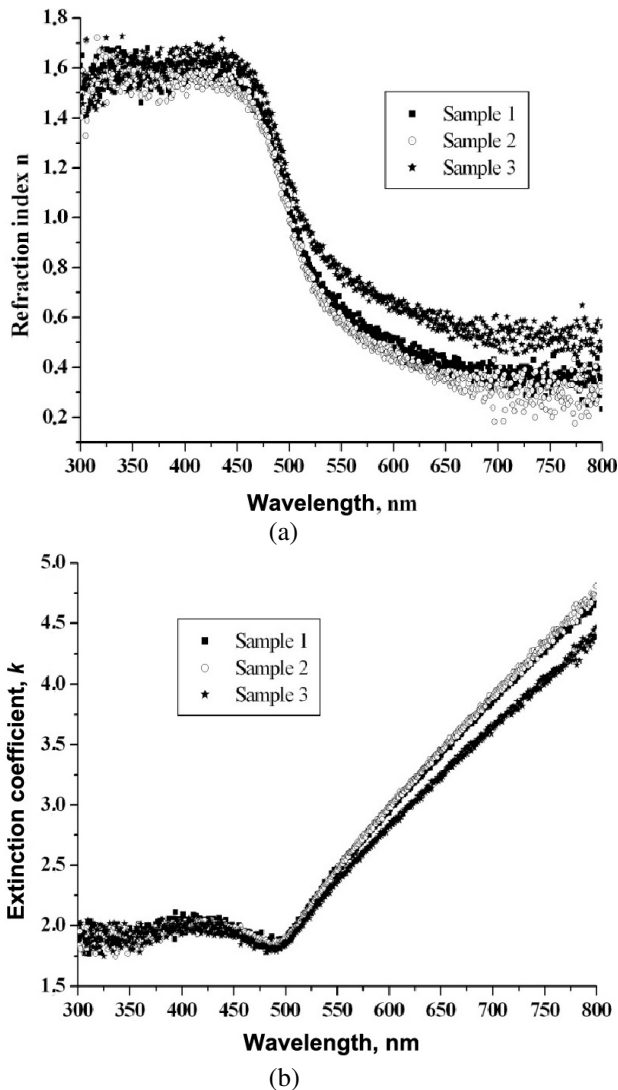 1.8
1.6
1.4
1.2
1.0
0.8
0.6
0.4
0,2
Refraction index n
Sample 1
Sample 2
Sample 3
300 350 400 450 500 550 600 650 700 750 800
Wavelength, nm
(a)
5.0
4.5
4.0
3.5
3.0
2.5
2.0
1.5
Extinction coefficient, k
Sample 1
Sample 2
Sample 3
300 350 400 450 500 550 600 650 700 750 800
Wavelength, nm
(b)